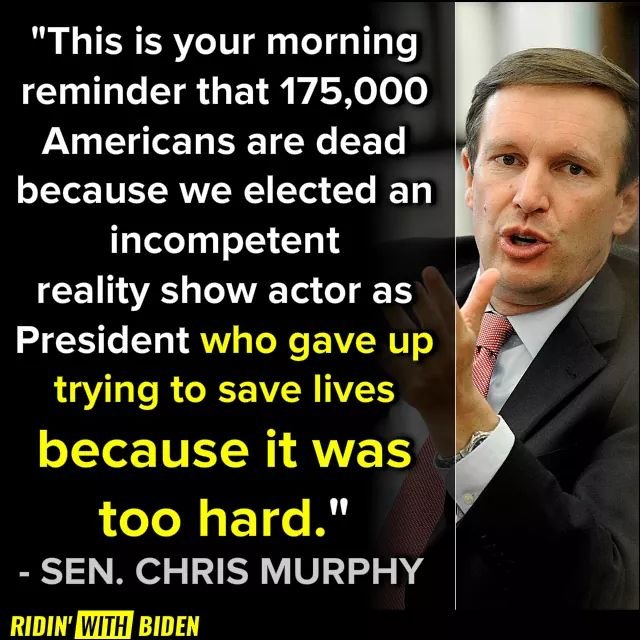 "This is your morning
reminder that 175,000
Americans are dead
because we elected an
incompetent
reality show actor as
President who gave up
trying to save lives
because it was
too hard."
- SEN. CHRIS MURPHY
RIDIN' WITH BIDEN